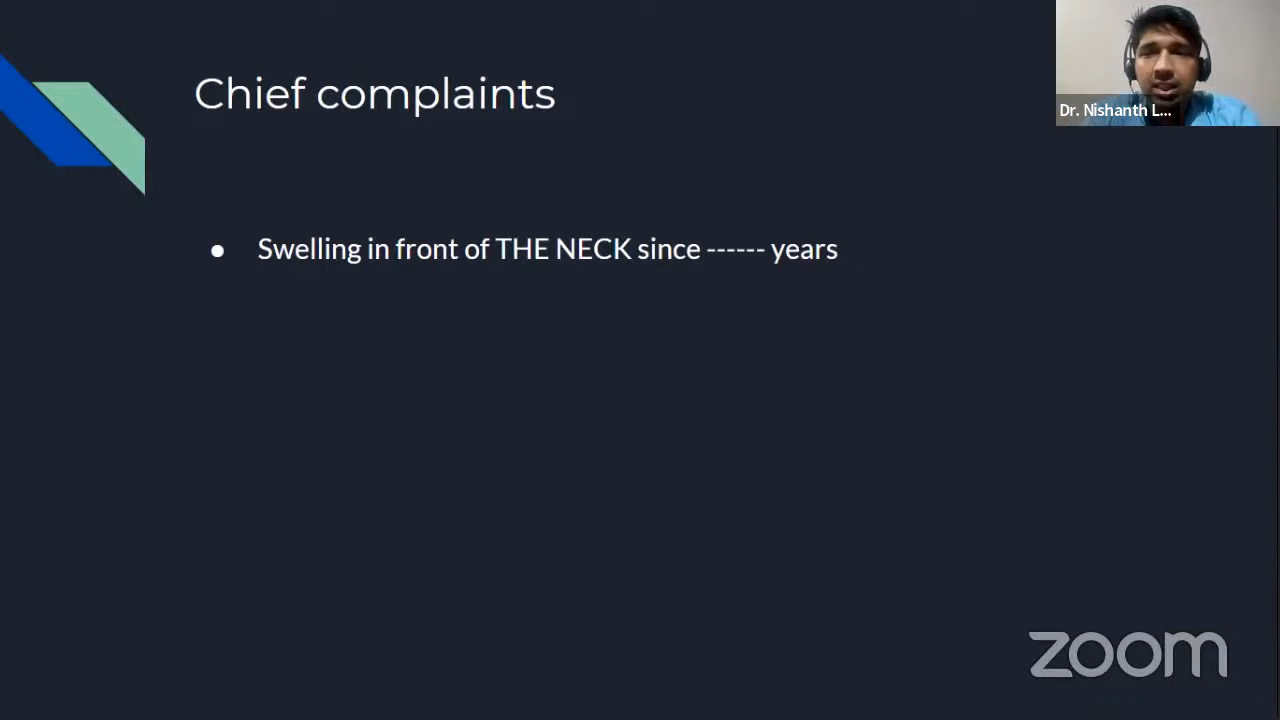 Chief complaints
Dr. Nishanth L...
● Swelling in front of THE NECK since ------ years
zoom